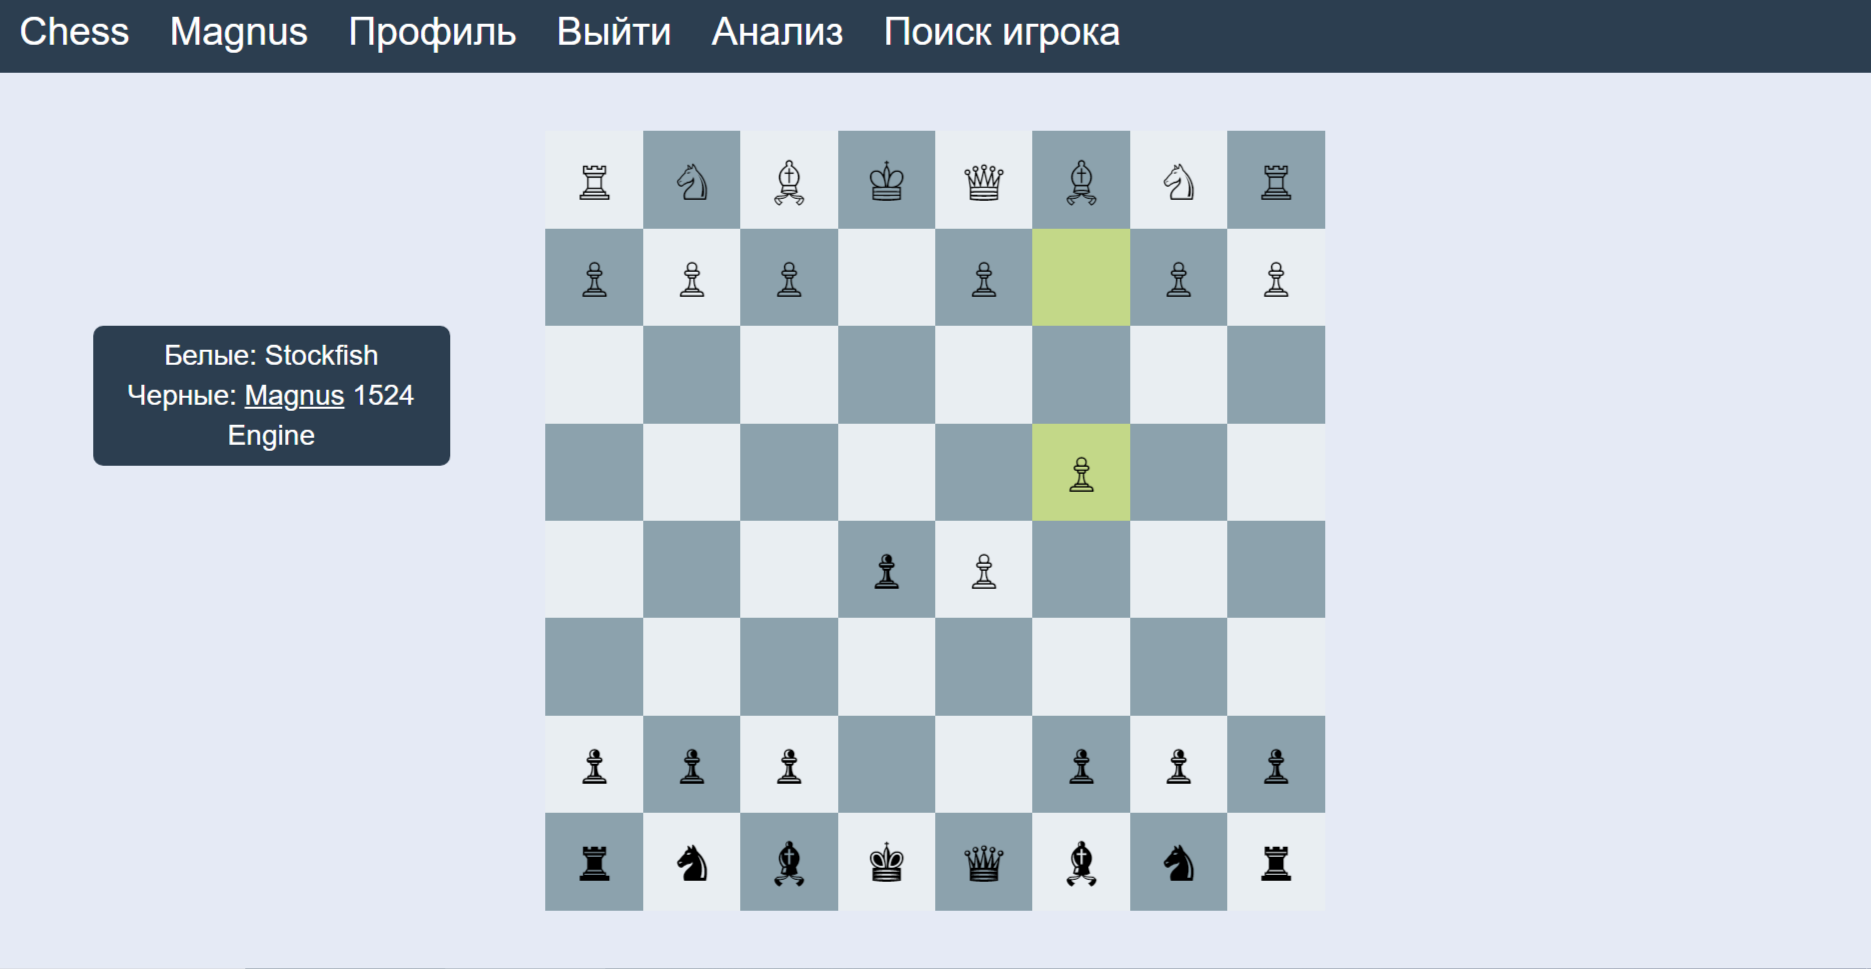 Chess Magnus Профиль Выйти Анализ Поиск игрока
Белые: Stockfish
Черные: Magnus 1524
Engine